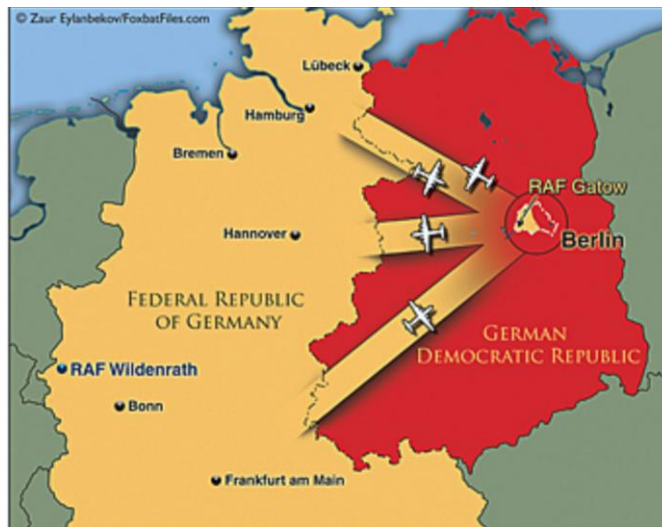 © Zaur Eylanbekov/FoxbatFiles.com
Lübeck
Hamburg
Bremen
RAF Gatow
Hannover
Berlin
FEDERAL REPUBLIC
OF GERMANY
GERMAN
DEMOCRATIC REPUBLIC
RAF Wildenrath
Bonn
Frankfurt am Main